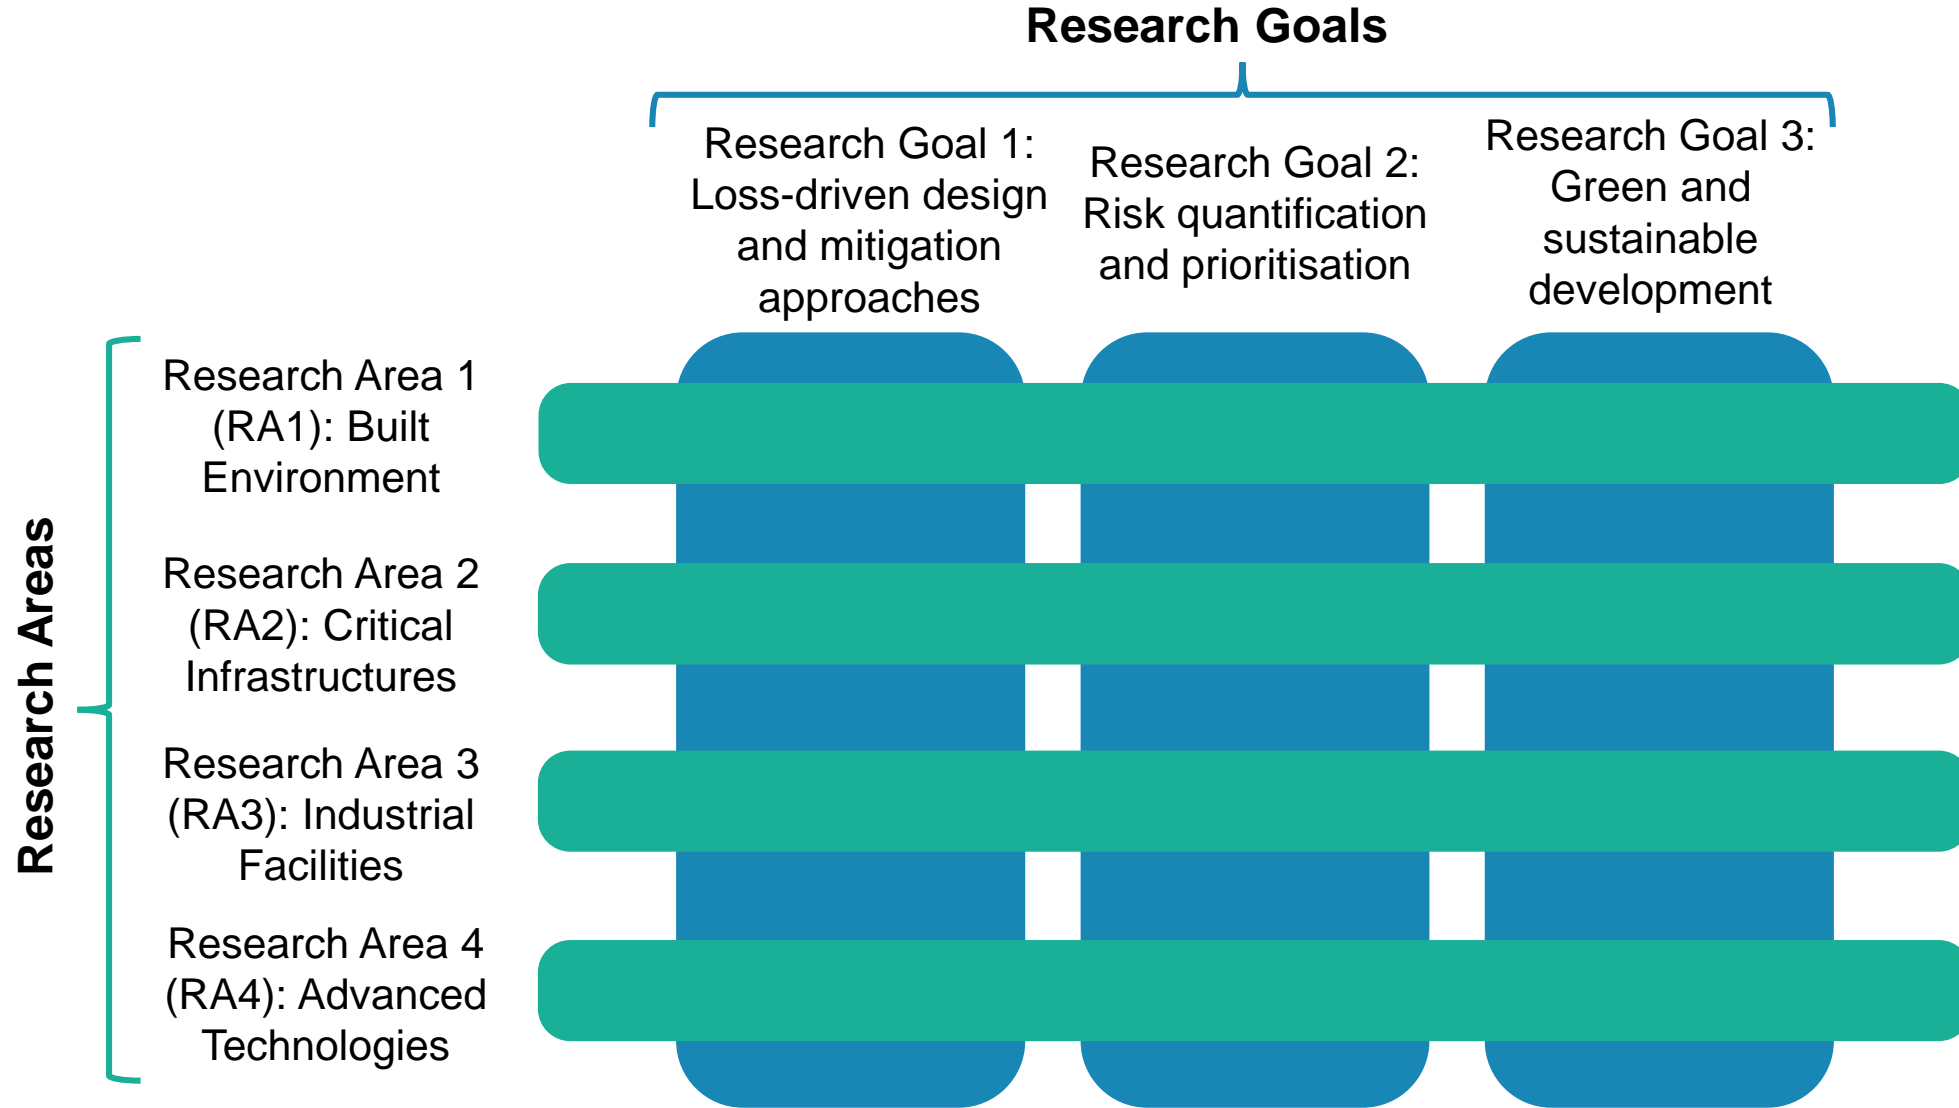 Research Goals
Research Goal 1:
Loss-driven design
and mitigation
approaches
Research Goal 2:
Risk quantification
and prioritisation
Research Goal 3:
Green and
sustainable
development
Research Areas
Research Area 1
(RA1): Built
Environment
Research Area 2
(RA2): Critical
Infrastructures
Research Area 3
(RA3): Industrial
Facilities
Research Area 4
(RA4): Advanced
Technologies